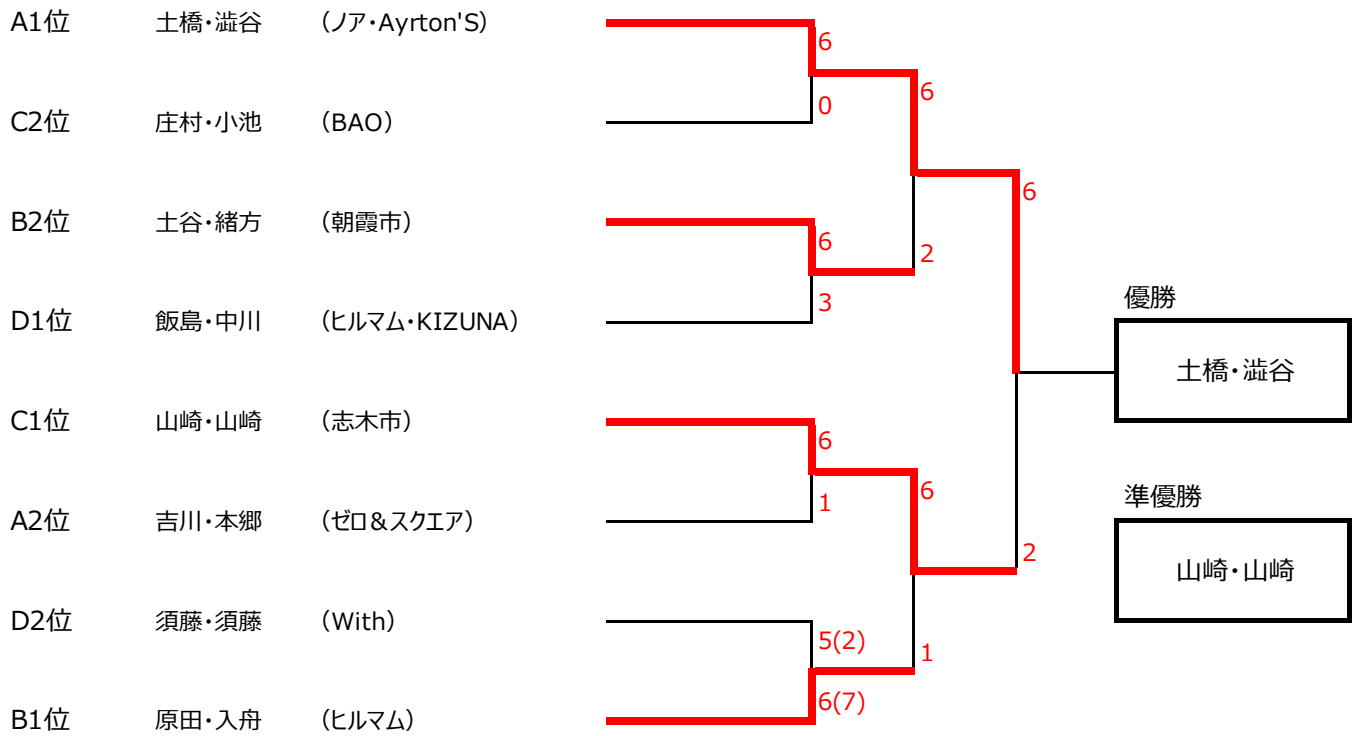 A1位 土橋・澁谷 （ノア・Ayrton'S）
6
6
0
C2位 庄村・小池 （BAO）
6
B2位 土谷・緒方 （朝霞市）
6
2
3
D1位 飯島・中川 （ヒルマム・KIZUNA）
優勝
土橋・澁谷
C1位 山崎・山崎 （志木市）
6
6
1
A2位 吉川・本郷 （ゼロ＆スクエア）
準優勝
2
山崎・山崎
D2位 須藤・須藤 （With）
5(2)
1
6(7)
B1位 原田・入舟 （ヒルマム）